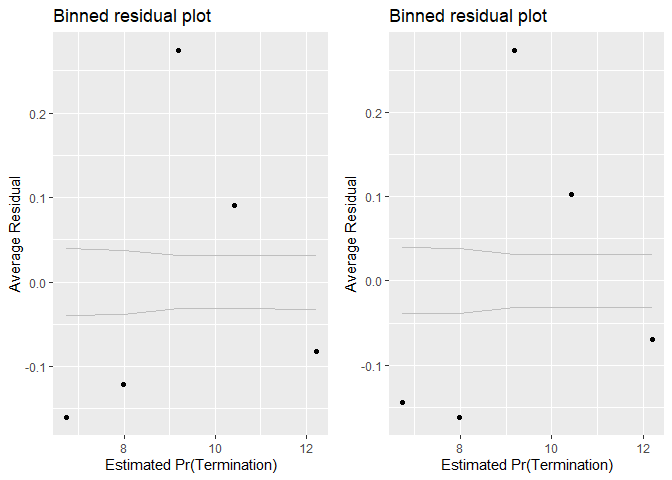 Binned residual plot
Average Residual
0.2
0.1
0.0
-0.1
8 10 12
Estimated Pr(Termination)
Binned residual plot
Average Residual
0.2
0.1
0.0
-0.1
8 10 12
Estimated Pr(Termination)